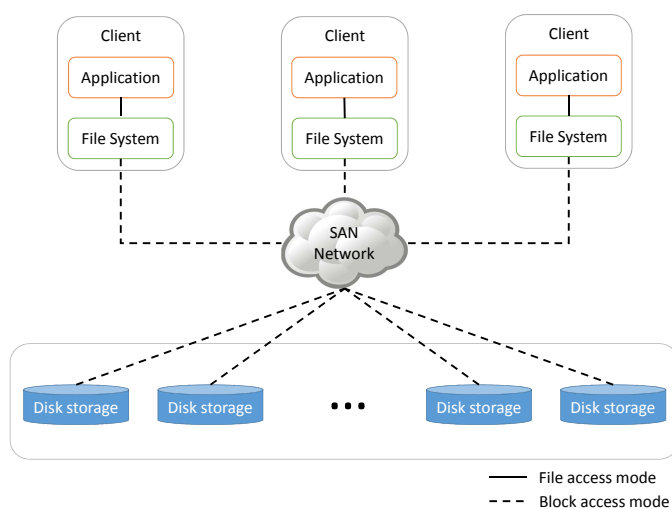 Client
Client
Client
Application
Application
Application
File System
File System
File System
SAN
Network
Disk storage
Disk storage
Disk storage
Disk storage
File access mode
Block access mode